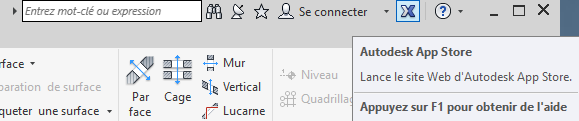 Entrez mot-clé ou expression
Se connecter
rface
Mur
Autodesk App Store
Niveau
Lance le site Web d'Autodesk App Store.
paration de surface
Par face
Cage
Vertical
Quadrillag
queter une surface
Lucarne
Appuyez sur F1 pour obtenir de l'aide